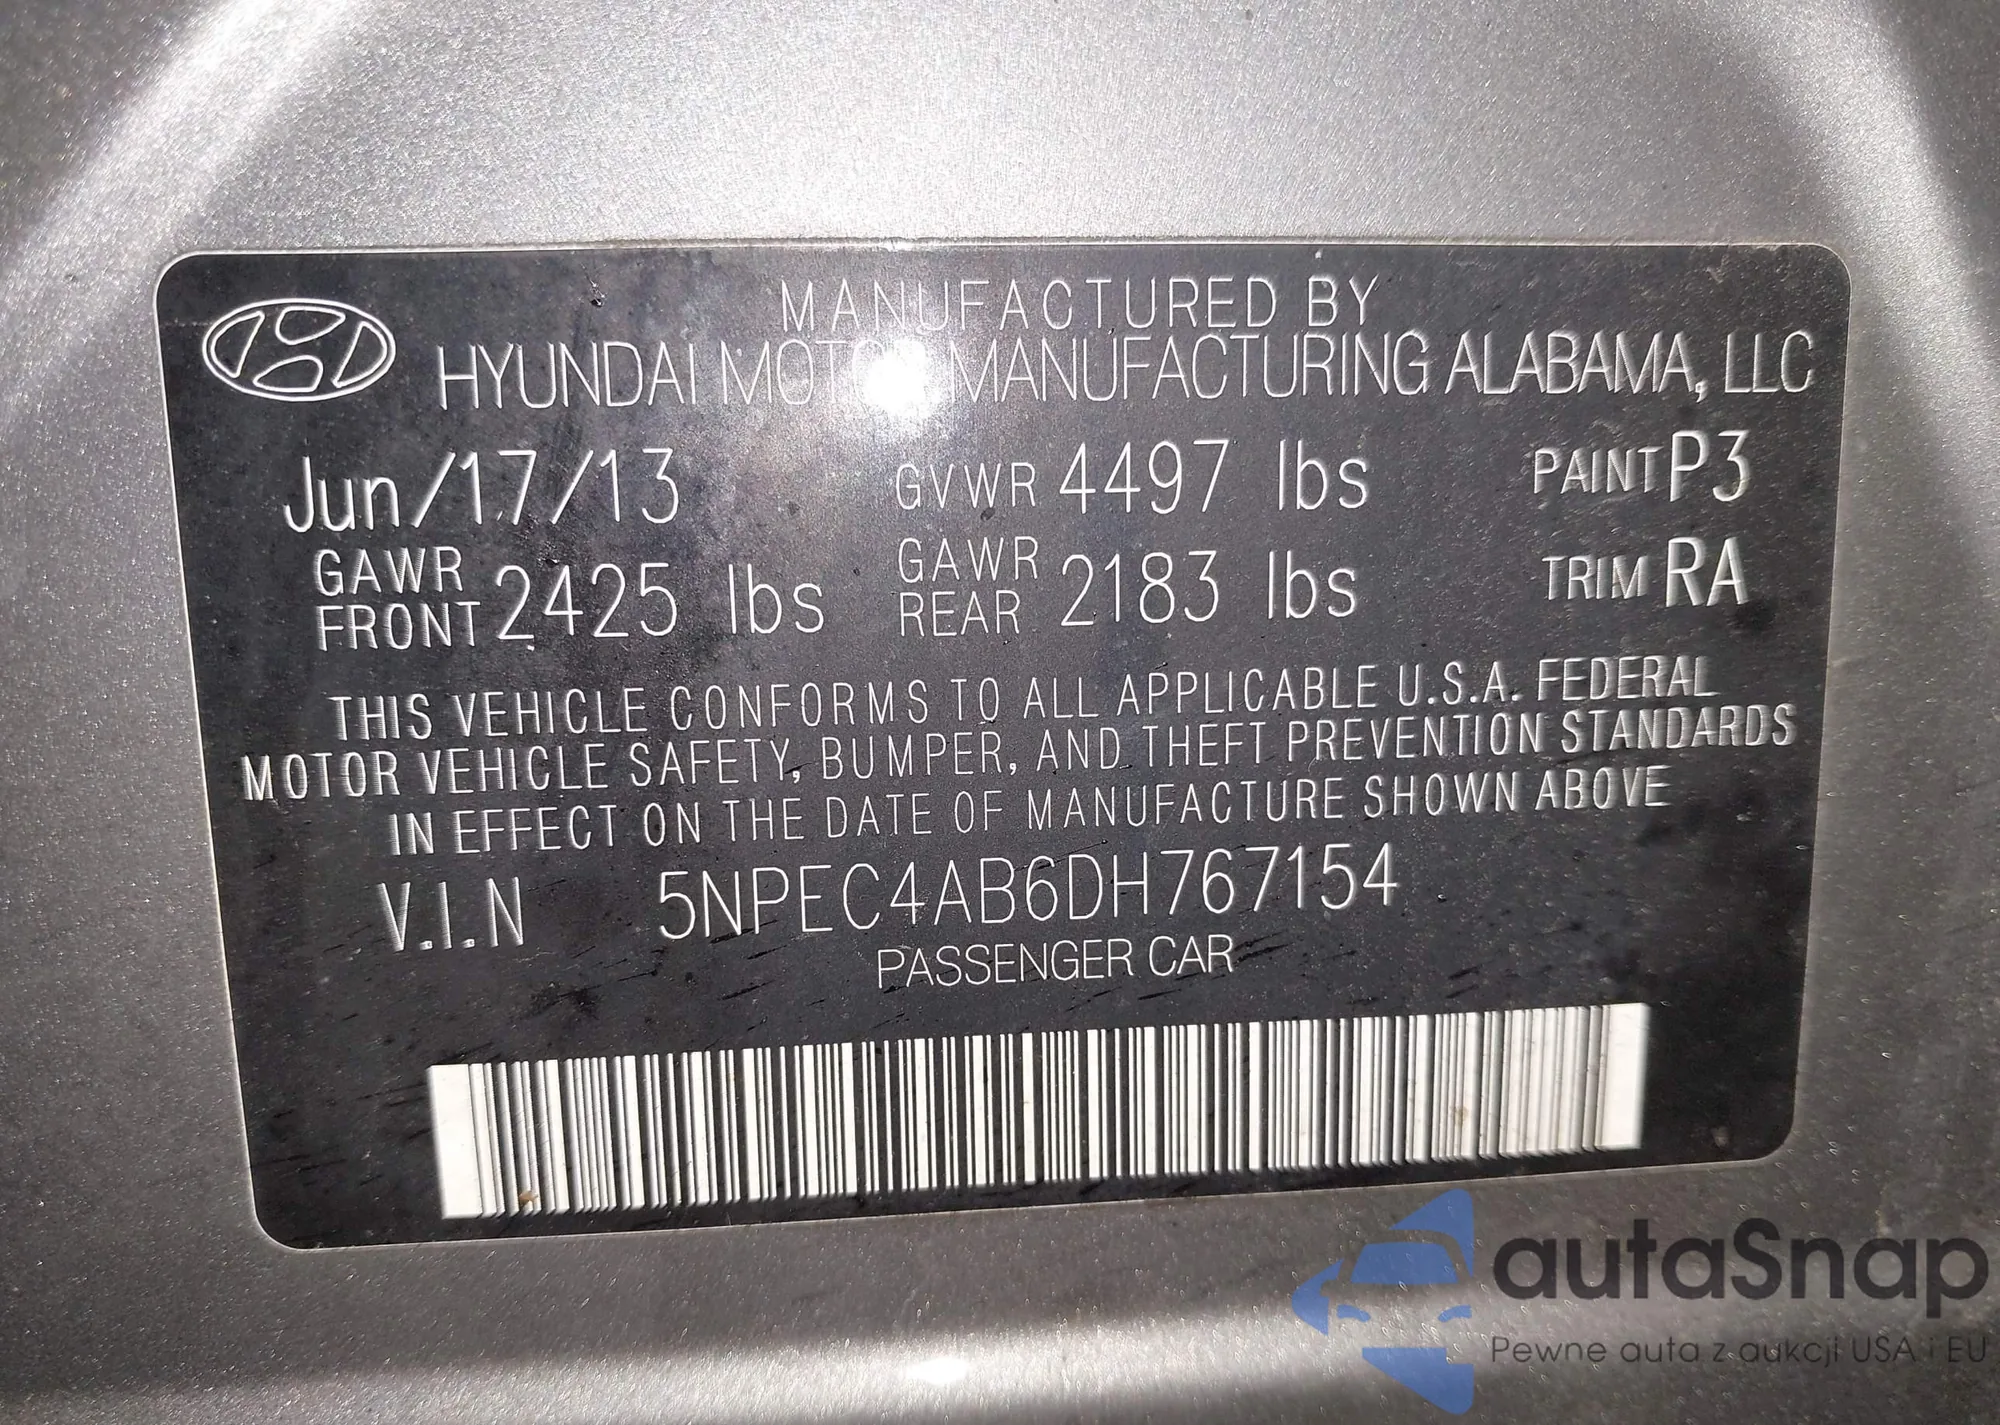 MANUFACTURED BY
HYUNDAI MOTOR MANUFACTURING ALABAMA, LLC
Jun/17/13 GVWR 4497 lbs PAINT P3
GAWR FRONT 2425 lbs GAWR REAR 2183 lbs TRIM RA
THIS VEHICLE CONFORMS TO ALL APPLICABLE U.S.A. FEDERAL
MOTOR VEHICLE SAFETY, BUMPER, AND THEFT PREVENTION STANDARDS
IN EFFECT ON THE DATE OF MANUFACTURE SHOWN ABOVE
V.I.N 5NPEC4AB6DH767154
PASSENGER CAR
autaSnap
Pewne auta z aukcji USA i EU